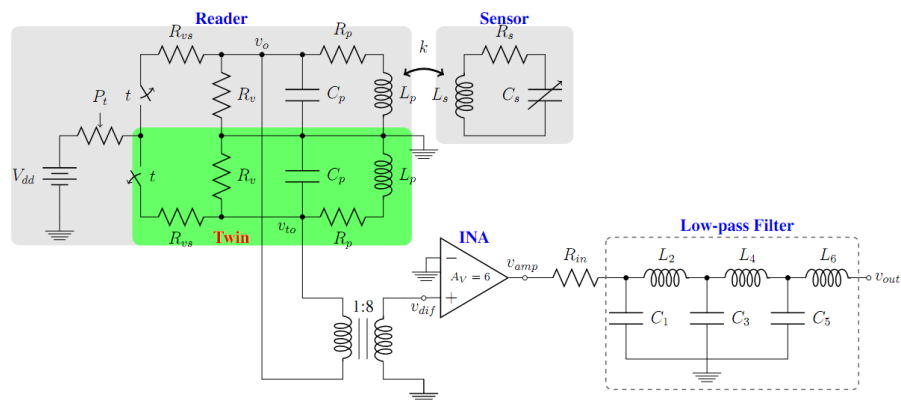 Reader
Sensor
R_vs
v_o
R_p
k
R_s
t
P_t
R_v
C_p
L_p
L_s
C_s
V_dd
t
R_v
C_p
L_p
R_vs
Twin
v_to
R_p
INA
Low-pass Filter
A_V = 6
v_amp
R_in
L_2
L_4
L_6
v_out
−
+
1:8
v_dif
C_1
C_3
C_5